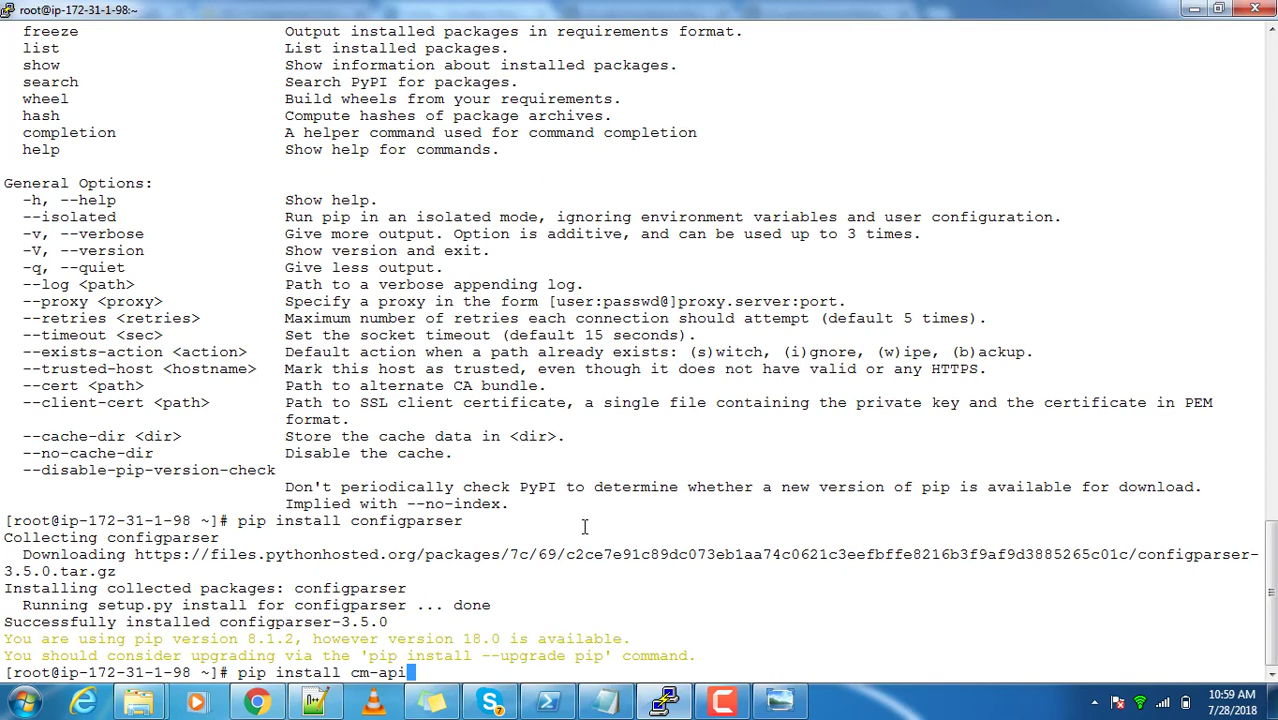 root@ip-172-31-1-98:~
freeze Output installed packages in requirements format.
list List installed packages.
show Show information about installed packages.
search Search PyPI for packages.
wheel Build wheels from your requirements.
hash Compute hashes of package archives.
completion A helper command used for command completion
help Show help for commands.
General Options:
-h, --help Show help.
--isolated Run pip in an isolated mode, ignoring environment variables and user configuration.
-v, --verbose Give more output. Option is additive, and can be used up to 3 times.
-V, --version Show version and exit.
-q, --quiet Give less output.
--log <path> Path to a verbose appending log.
--proxy <proxy> Specify a proxy in the form [user:passwd@]proxy.server:port.
--retries <retries> Maximum number of retries each connection should attempt (default 5 times).
--timeout <sec> Set the socket timeout (default 15 seconds).
--exists-action <action> Default action when a path already exists: (s)witch, (i)gnore, (w)ipe, (b)ackup.
--trusted-host <hostname> Mark this host as trusted, even though it does not have valid or any HTTPS.
--cert <path> Path to alternate CA bundle.
--client-cert <path> Path to SSL client certificate, a single file containing the private key and the certificate in PEM
format.
--cache-dir <dir> Store the cache data in <dir>.
--no-cache-dir Disable the cache.
--disable-pip-version-check
Don't periodically check PyPI to determine whether a new version of pip is available for download.
Implied with --no-index.
[root@ip-172-31-1-98 ~]# pip install configparser
Collecting configparser
Downloading https://files.pythonhosted.org/packages/7c/69/c2ce7e91c89dc073eb1aa74c0621c3eefbffe8216b3f9af9d3885265c01c/configparser-
3.5.0.tar.gz
Installing collected packages: configparser
Running setup.py install for configparser ... done
Successfully installed configparser-3.5.0
You are using pip version 8.1.2, however version 18.0 is available.
You should consider upgrading via the 'pip install --upgrade pip' command.
[root@ip-172-31-1-98 ~]# pip install cm-api
10:59 AM
7/28/2018